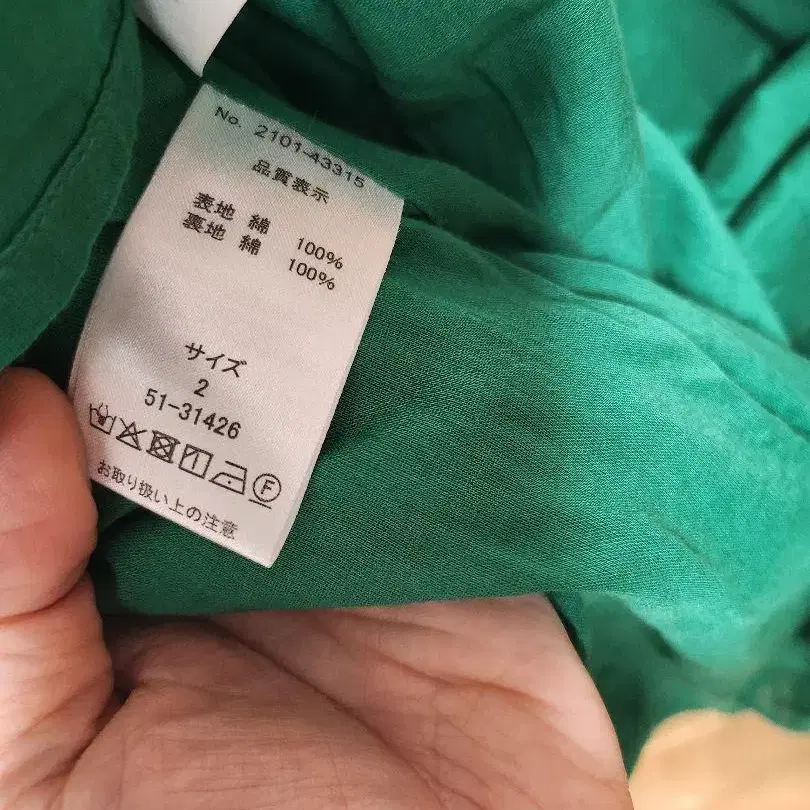 No. 2101-43315
品質表示
表地 綿 100%
裏地 綿 100%
サイズ
2
51-31426
F
お取り扱い上の注意